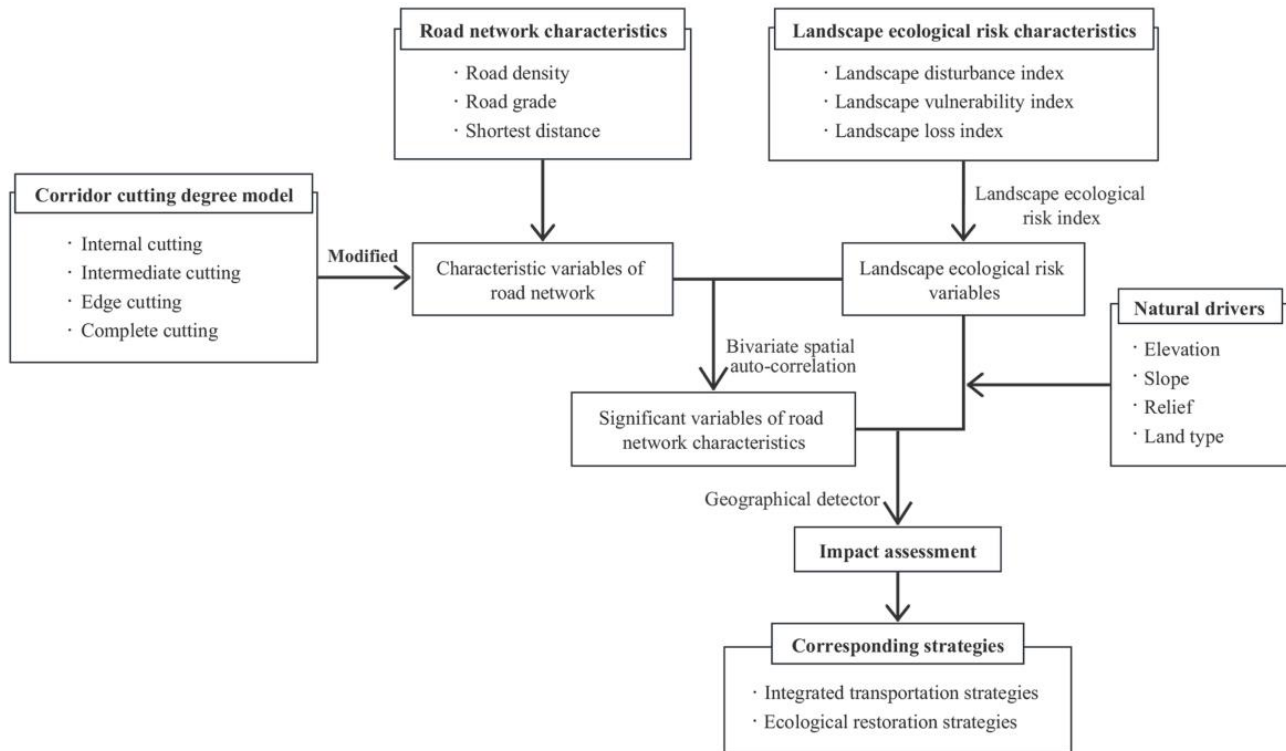 Road network characteristics
· Road density
· Road grade
· Shortest distance
Landscape ecological risk characteristics
· Landscape disturbance index
· Landscape vulnerability index
· Landscape loss index
Corridor cutting degree model
· Internal cutting
· Intermediate cutting
· Edge cutting
· Complete cutting
Modified
Landscape ecological
risk index
Characteristic variables of
road network
Landscape ecological risk
variables
Natural drivers
· Elevation
· Slope
· Relief
· Land type
Bivariate spatial
auto-correlation
Significant variables of road
network characteristics
Geographical detector
Impact assessment
Corresponding strategies
· Integrated transportation strategies
· Ecological restoration strategies